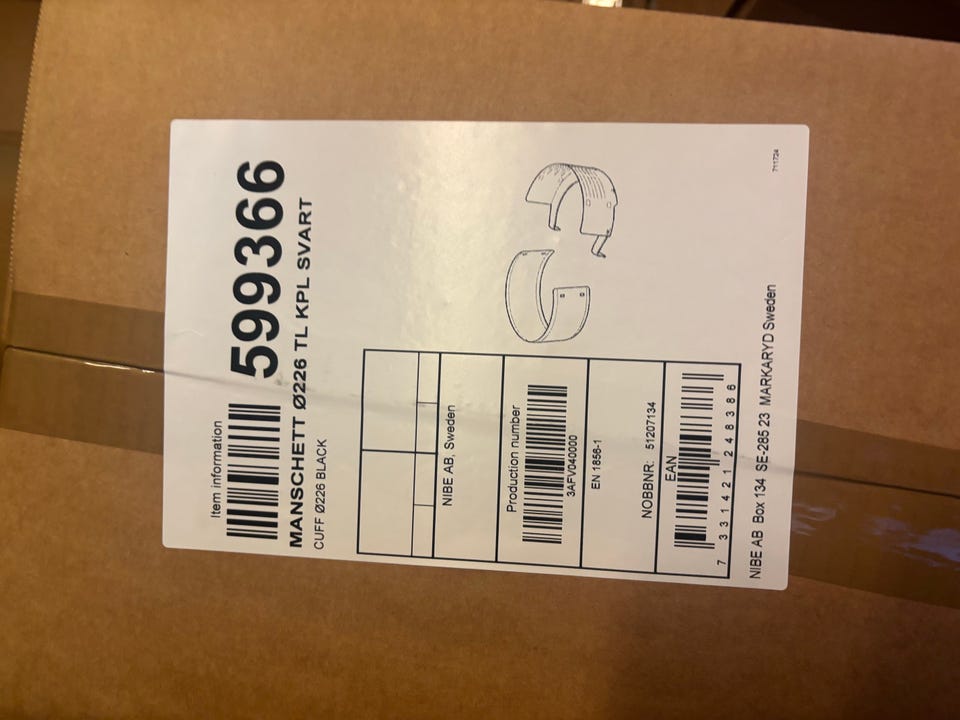 Item information
599366
MANSCHETT Ø226 TL KPL SVART
CUFF Ø226 BLACK
NIBE AB, Sweden
Production number
3AFV040000
EN 1856-1
NOBBNR: 51207134
EAN
7 331421 248386
NIBE AB Box 134 SE-285 23 MARKARYD Sweden
711724